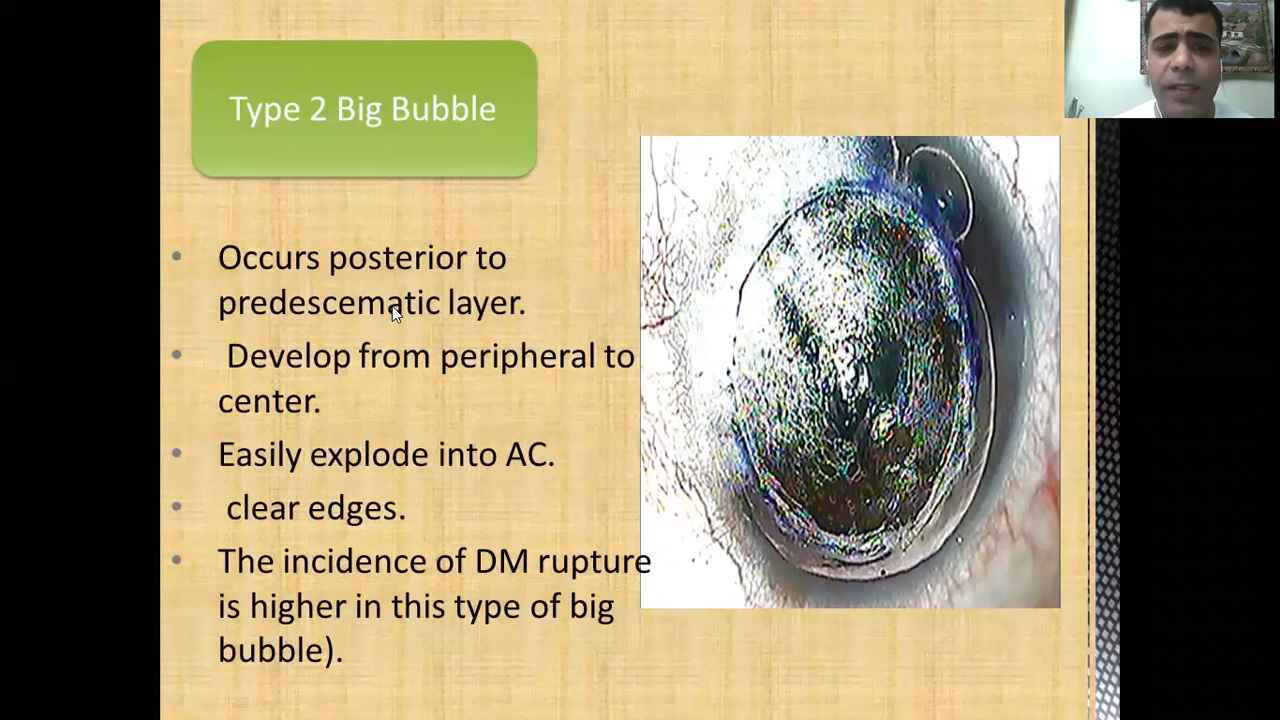 Type 2 Big Bubble
• Occurs posterior to
predescematic layer.
• Develop from peripheral to
center.
• Easily explode into AC.
• clear edges.
• The incidence of DM rupture
is higher in this type of big
bubble).